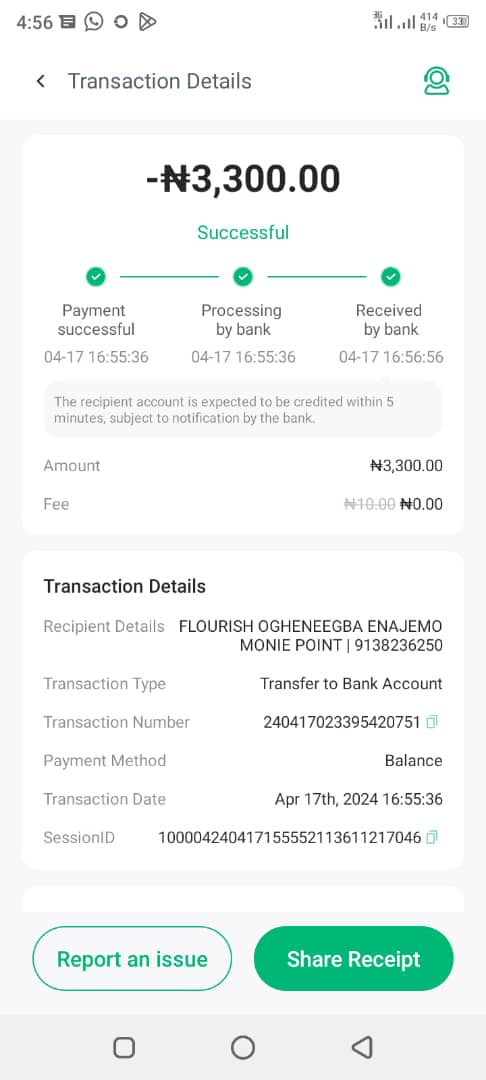 4:56
414
B/s
33
Transaction Details
-₦3,300.00
Successful
Payment successful
Processing by bank
Received by bank
04-17 16:55:36
04-17 16:55:36
04-17 16:56:56
The recipient account is expected to be credited within 5
minutes, subject to notification by the bank.
Amount ₦3,300.00
Fee ₦10.00 ₦0.00
Transaction Details
Recipient Details FLOURISH OGHENEEGBA ENAJEMO
MONIE POINT | 9138236250
Transaction Type Transfer to Bank Account
Transaction Number 240417023395420751
Payment Method Balance
Transaction Date Apr 17th, 2024 16:55:36
SessionID 100004240417155552113611217046
Report an issue
Share Receipt